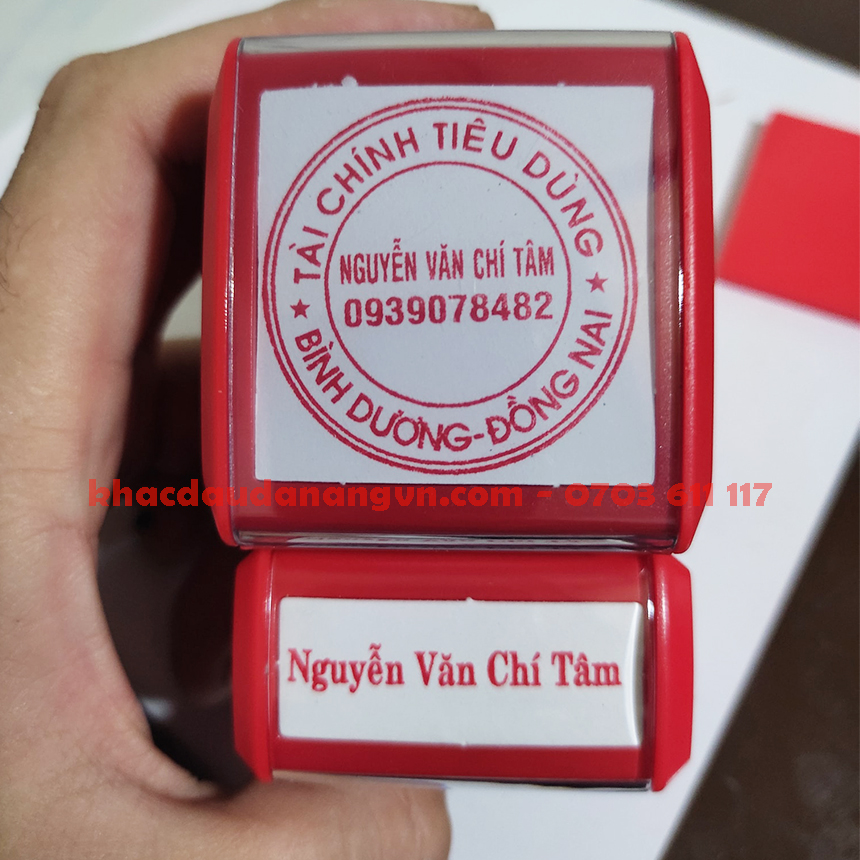 TÀI CHÍNH TIÊU DÙNG
NGUYỄN VĂN CHÍ TÂM
0939078482
BÌNH DƯƠNG-ĐỒNG NAI
khacdaudanangvn.com - 0703 611 117
Nguyễn Văn Chí Tâm